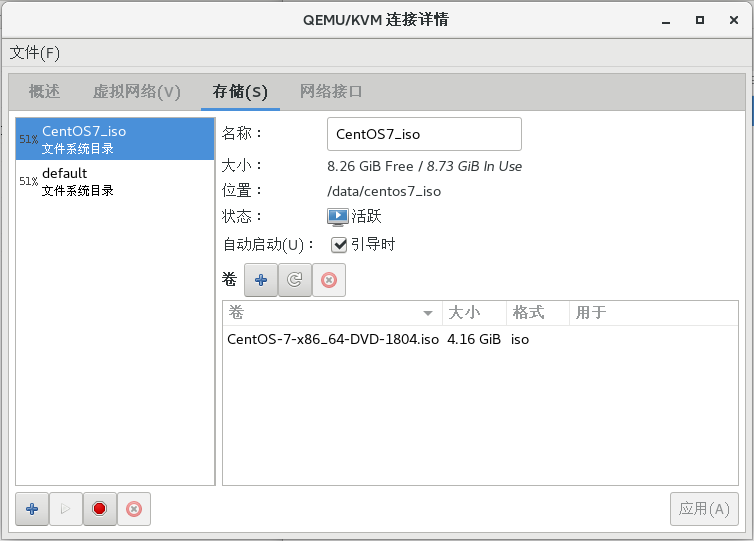 QEMU/KVM 连接详情
文件(F)
概述 虚拟网络(V) 存储(S) 网络接口
51% CentOS7_iso
文件系统目录
51% default
文件系统目录
名称： CentOS7_iso
大小： 8.26 GiB Free / 8.73 GiB In Use
位置： /data/centos7_iso
状态： 活跃
自动启动(U)： 引导时
卷
卷 大小 格式 用于
CentOS-7-x86_64-DVD-1804.iso 4.16 GiB iso
应用(A)